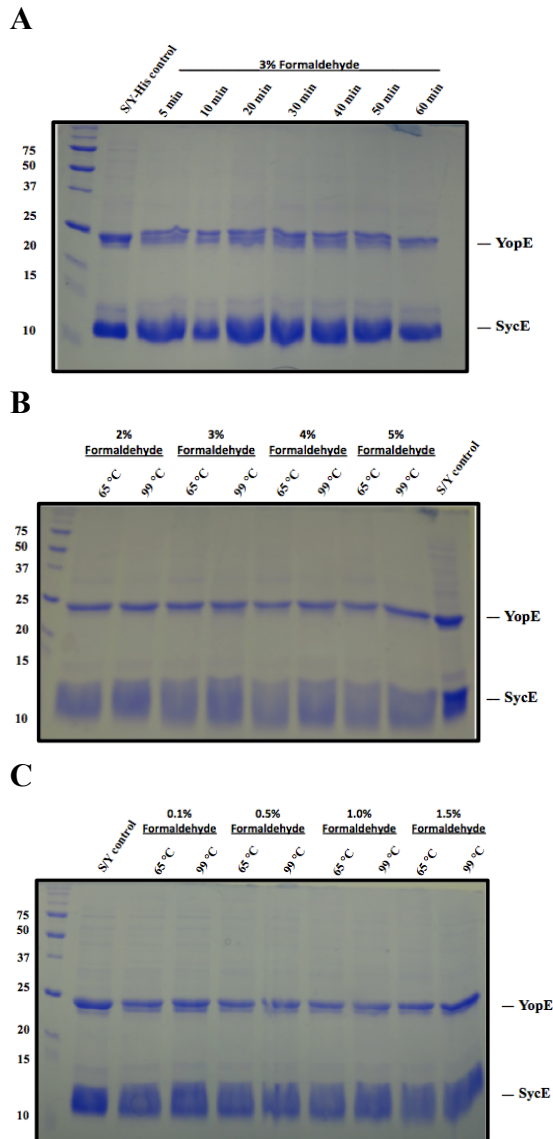 A
3% Formaldehyde
S/Y-His control
5 min
10 min
20 min
30 min
40 min
50 min
60 min
75
50
37
25
20
15
10
— YopE
— SycE
B
2% Formaldehyde
3% Formaldehyde
4% Formaldehyde
5% Formaldehyde
65 °C
99 °C
65 °C
99 °C
65 °C
99 °C
65 °C
99 °C
S/Y control
75
50
37
25
20
15
10
— YopE
— SycE
C
0.1% Formaldehyde
0.5% Formaldehyde
1.0% Formaldehyde
1.5% Formaldehyde
S/Y control
65 °C
99 °C
65 °C
99 °C
65 °C
99 °C
65 °C
99 °C
75
50
37
25
20
15
10
— YopE
— SycE